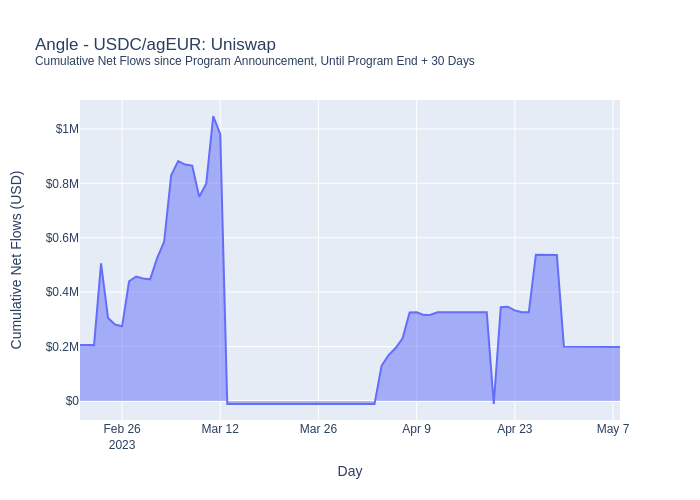 Angle - USDC/agEUR: Uniswap
Cumulative Net Flows since Program Announcement, Until Program End + 30 Days
Cumulative Net Flows (USD)
$1M
$0.8M
$0.6M
$0.4M
$0.2M
$0
Feb 26
2023
Mar 12
Mar 26
Apr 9
Apr 23
May 7
Day